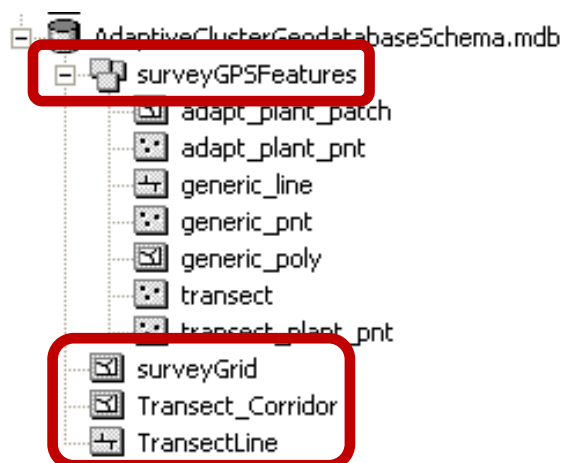 AdaptiveClusterGeodatabaseSchema.mdb
surveyGPSFeatures
adapt_plant_patch
adapt_plant_pnt
generic_line
generic_pnt
generic_poly
transect
transect_plant_pnt
surveyGrid
Transect_Corridor
TransectLine